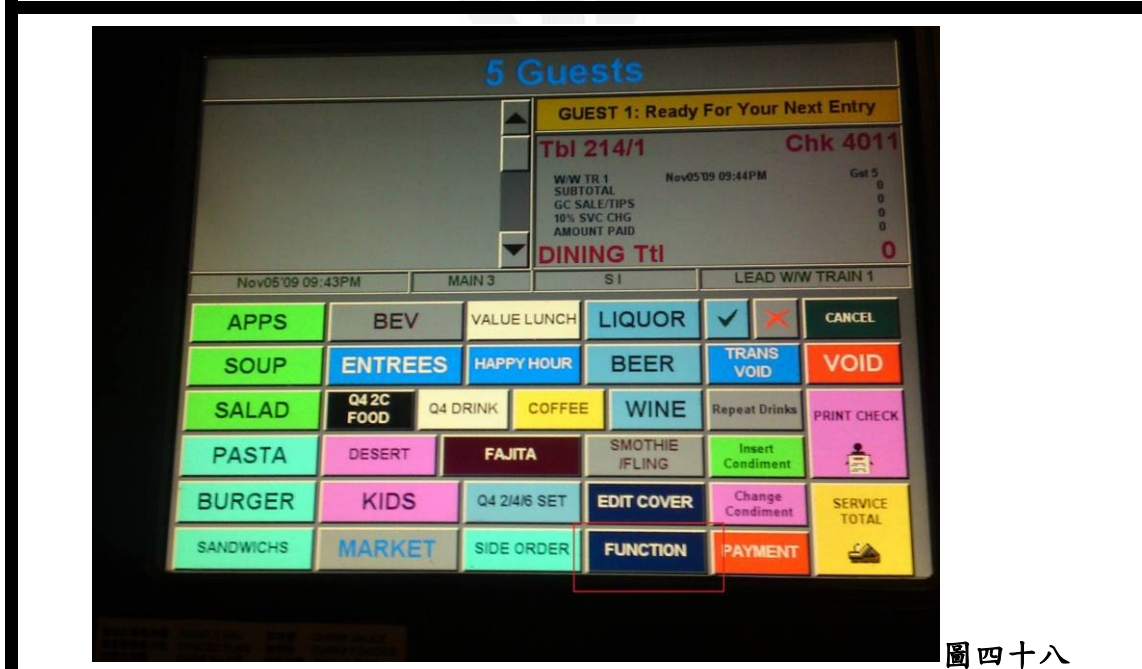 5 Guests
GUEST 1: Ready For Your Next Entry
Tbl 214/1 Chk 4011
W/W TR 1 Nov05'09 09:44PM Gst 5
SUBTOTAL 0
GC SALE/TIPS 0
10% SVC CHG 0
AMOUNT PAID 0
DINING Ttl 0
Nov05'09 09:43PM MAIN 3 S I LEAD W/W TRAIN 1
APPS BEV VALUE LUNCH LIQUOR CANCEL
SOUP ENTREES HAPPY HOUR BEER TRANS VOID VOID
SALAD Q4 2C FOOD Q4 DRINK COFFEE WINE Repeat Drinks PRINT CHECK
PASTA DESERT FAJITA SMOTHIE /FLING Insert Condiment
BURGER KIDS Q4 2/4/6 SET EDIT COVER Change Condiment SERVICE TOTAL
SANDWICHS MARKET SIDE ORDER FUNCTION PAYMENT
圖四十八